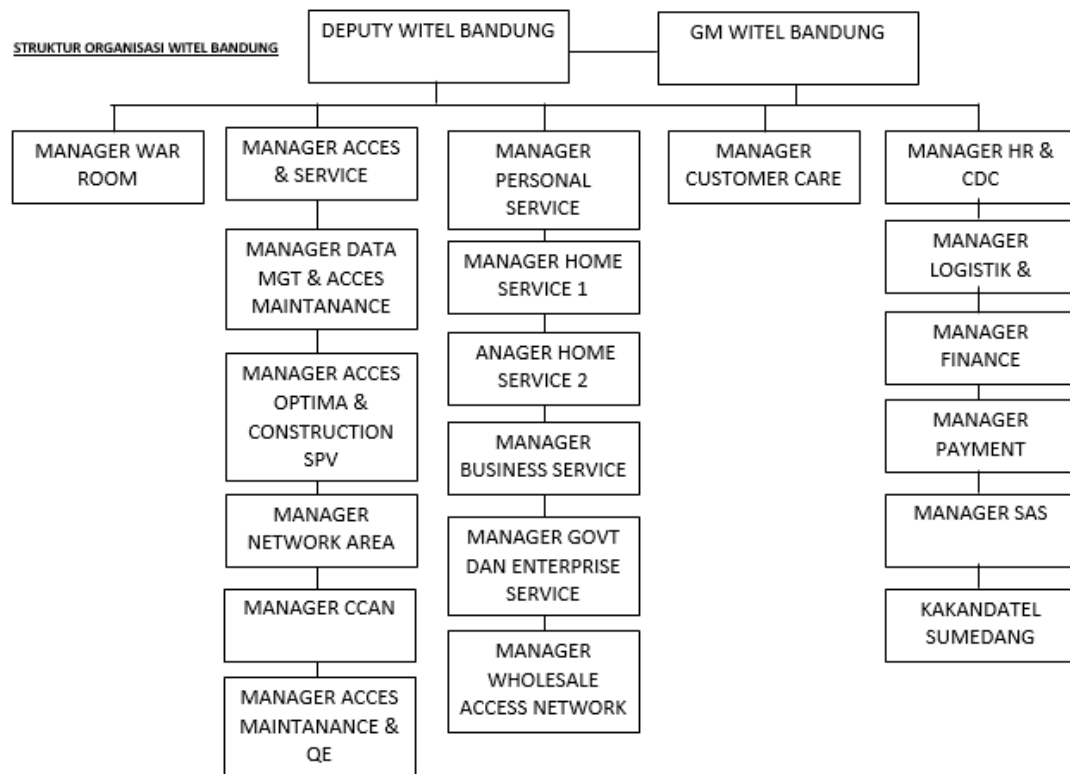 STRUKTUR ORGANISASI WITEL BANDUNG
DEPUTY WITEL BANDUNG
GM WITEL BANDUNG
MANAGER WAR
ROOM
MANAGER ACCES
& SERVICE
MANAGER DATA
MGT & ACCES
MAINTANANCE
MANAGER ACCES
OPTIMA &
CONSTRUCTION
SPV
MANAGER
NETWORK AREA
MANAGER CCAN
MANAGER ACCES
MAINTANANCE &
QE
MANAGER
PERSONAL
SERVICE
MANAGER HOME
SERVICE 1
ANAGER HOME
SERVICE 2
MANAGER
BUSINESS SERVICE
MANAGER GOVT
DAN ENTERPRISE
SERVICE
MANAGER
WHOLESALE
ACCESS NETWORK
MANAGER
CUSTOMER CARE
MANAGER HR &
CDC
MANAGER
LOGISTIK &
MANAGER
FINANCE
MANAGER
PAYMENT
MANAGER SAS
KAKANDATEL
SUMEDANG